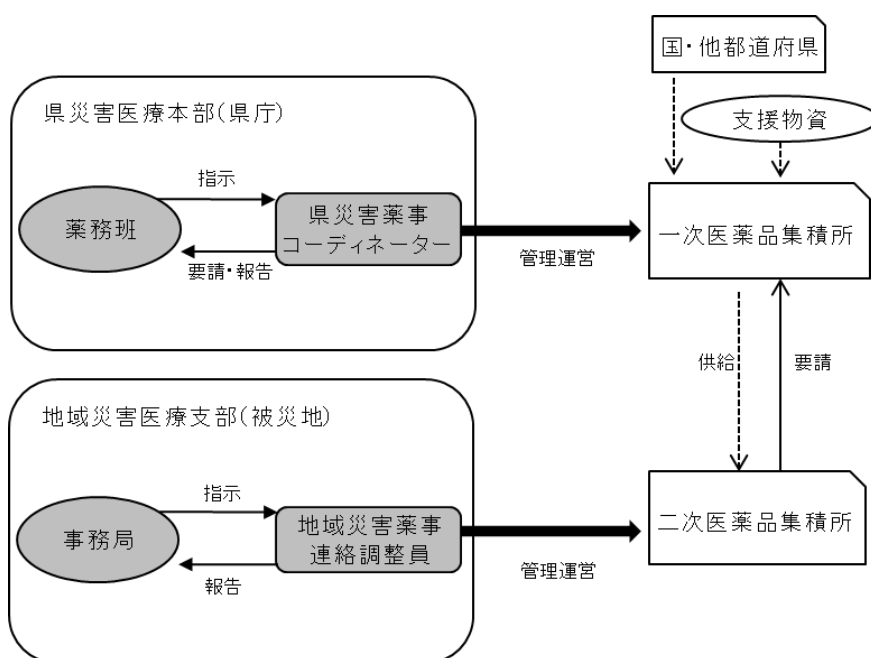 国・他都道府県
県災害医療本部(県庁)
支援物資
指示
薬務班
県災害薬事
コーディネーター
一次医薬品集積所
要請・報告
管理運営
供給
要請
地域災害医療支部(被災地)
指示
事務局
地域災害薬事
連絡調整員
二次医薬品集積所
報告
管理運営